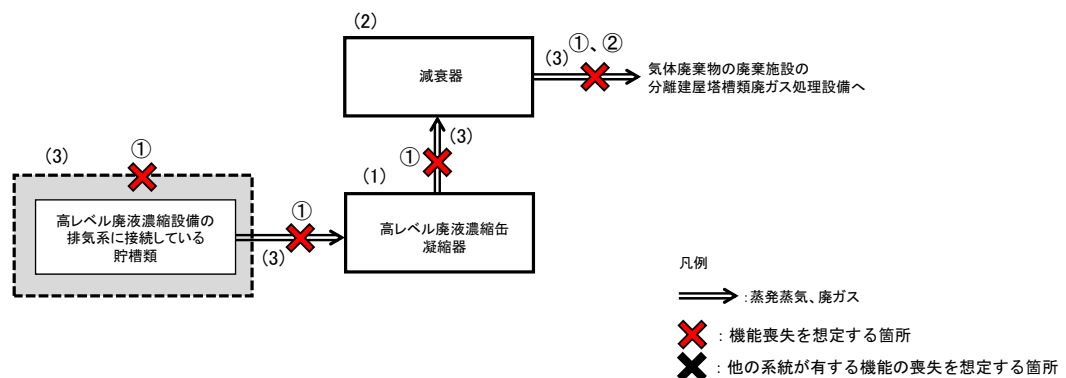 (2)
減衰器
(3)
①、②
気体廃棄物の廃棄施設の
分離建屋塔槽類廃ガス処理設備へ
(3)
①
(3)
①
(1)
高レベル廃液濃縮設備の
排気系に接続している
貯槽類
①
(3)
高レベル廃液濃縮缶
凝縮器
凡例
:蒸発蒸気、廃ガス
:機能喪失を想定する箇所
:他の系統が有する機能の喪失を想定する箇所